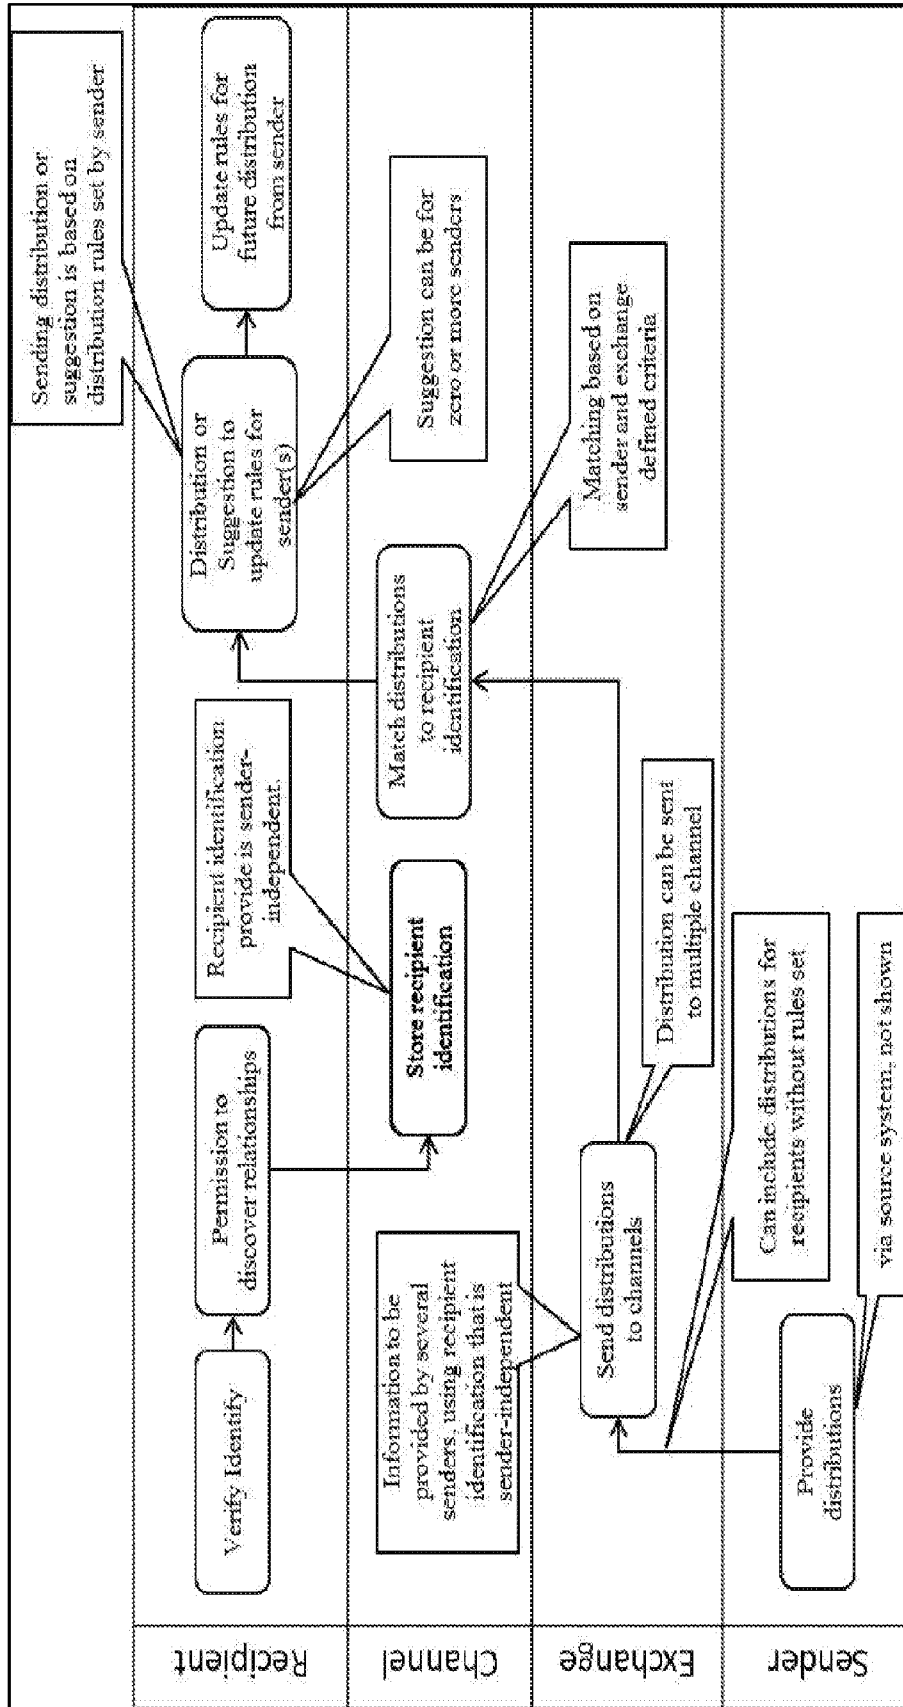 Recipient
Channel
Exchange
Sender
Sending distribution or
suggestion is based on
distribution rules set by sender
Verify Identify
Permission to
discover relationships
Recipient identification
provide is sender-
independent.
Distribution or
Suggestion to
update rules for
sender(s)
Update rules for
future distribution
from sender
Information to be
provided by several
senders, using recipient
identification that is
sender-independent
Store recipient
identification
Match distributions
to recipient
identification
Suggestion can be for
zero or more senders
Send distributions
to channels
Distribution can be sent
to multiple channel
Matching based on
sender and exchange
defined criteria
Provide
distributions
Can include distributions for
recipients without rules set
via source system, not shown